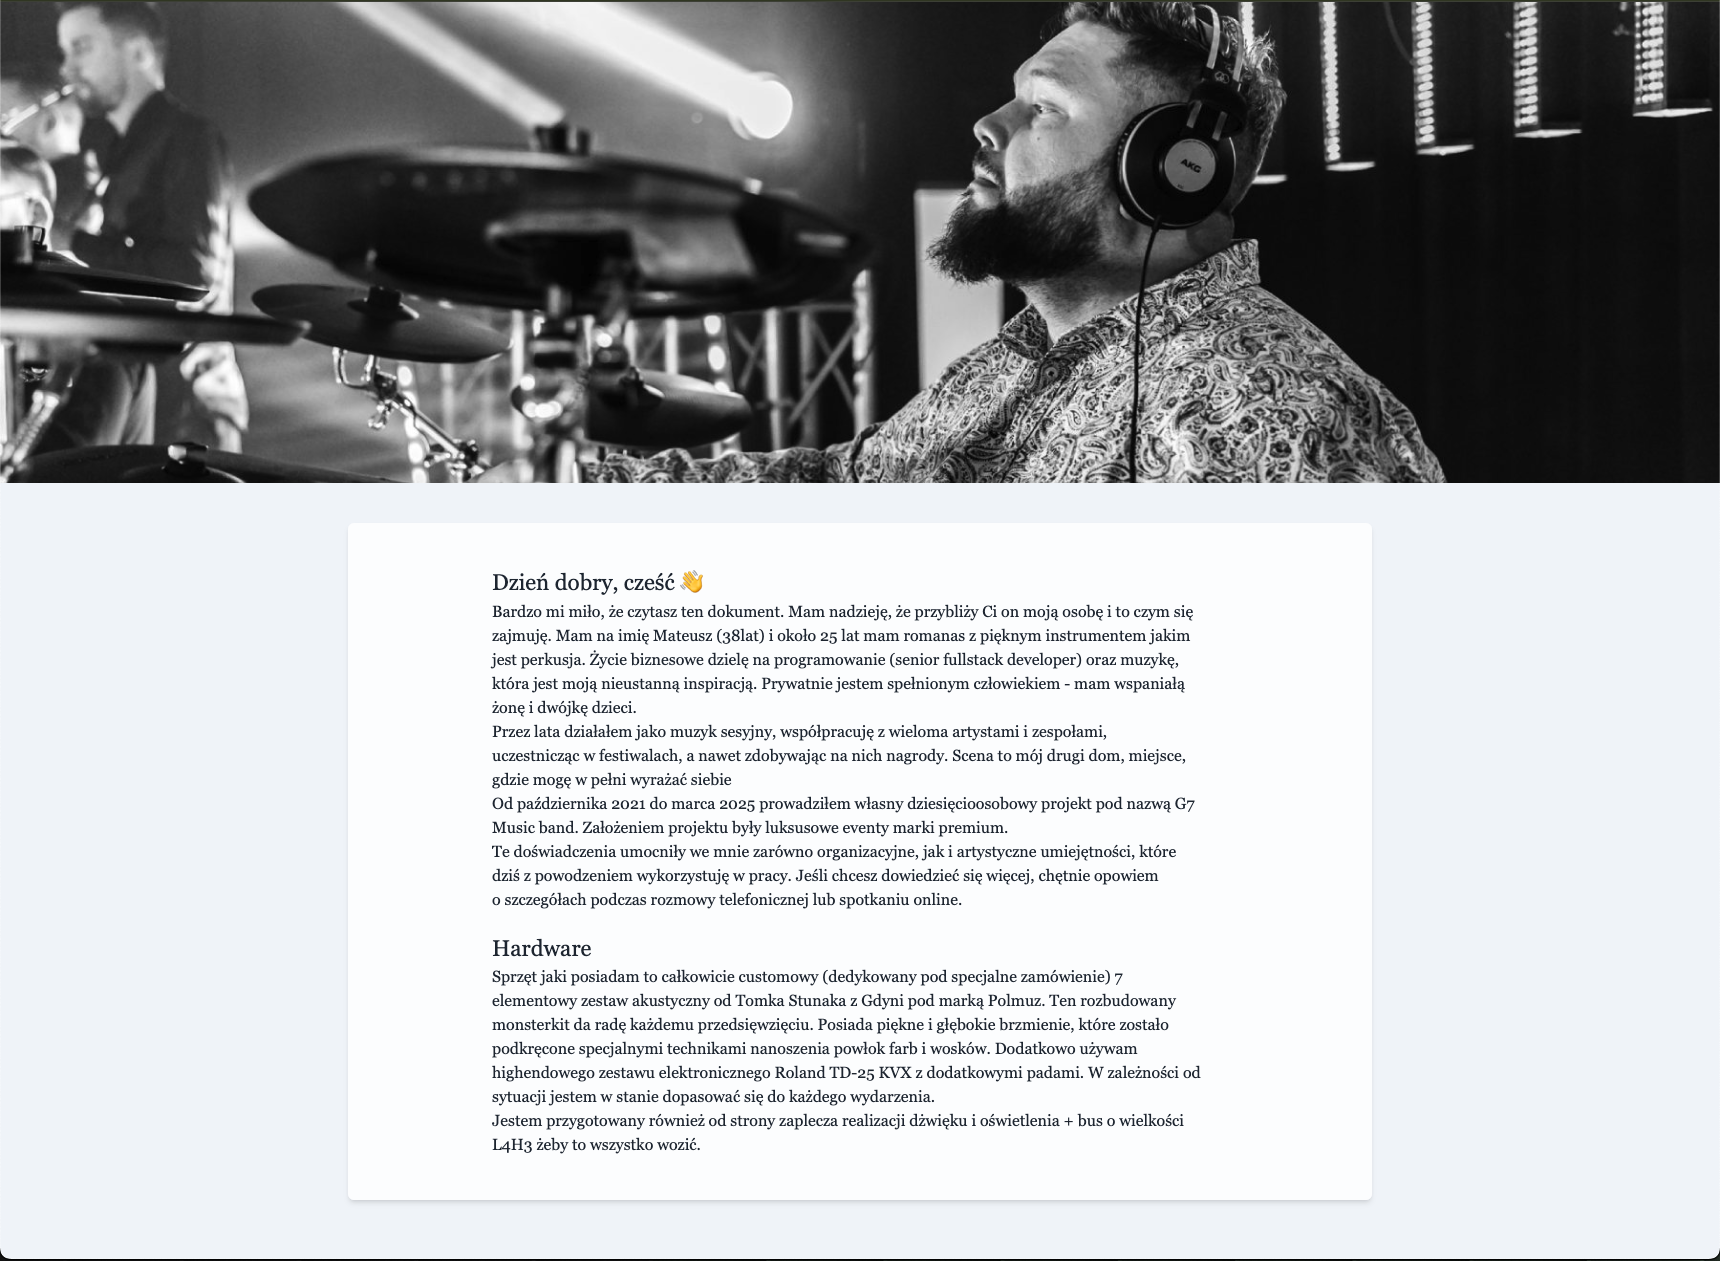 AKG
Dzień dobry, cześć 👋
Bardzo mi miło, że czytasz ten dokument. Mam nadzieję, że przybliży Ci on moją osobę i to czym się
zajmuję. Mam na imię Mateusz (38lat) i około 25 lat mam romanas z pięknym instrumentem jakim
jest perkusja. Życie biznesowe dzielę na programowanie (senior fullstack developer) oraz muzykę,
która jest moją nieustanną inspiracją. Prywatnie jestem spełnionym człowiekiem - mam wspaniałą
żonę i dwójkę dzieci.
Przez lata działałem jako muzyk sesyjny, współpracuję z wieloma artystami i zespołami,
uczestnicząc w festiwalach, a nawet zdobywając na nich nagrody. Scena to mój drugi dom, miejsce,
gdzie mogę w pełni wyrażać siebie
Od października 2021 do marca 2025 prowadziłem własny dziesięcioosobowy projekt pod nazwą G7
Music band. Założeniem projektu były luksusowe eventy marki premium.
Te doświadczenia umocniły we mnie zarówno organizacyjne, jak i artystyczne umiejętności, które
dziś z powodzeniem wykorzystuję w pracy. Jeśli chcesz dowiedzieć się więcej, chętnie opowiem
o szczegółach podczas rozmowy telefonicznej lub spotkaniu online.
Hardware
Sprzęt jaki posiadam to całkowicie customowy (dedykowany pod specjalne zamówienie) 7
elementowy zestaw akustyczny od Tomka Stunaka z Gdyni pod marką Polmuz. Ten rozbudowany
monsterkit da radę każdemu przedsięwzięciu. Posiada piękne i głębokie brzmienie, które zostało
podkręcone specjalnymi technikami nanoszenia powłok farb i wosków. Dodatkowo używam
highendowego zestawu elektronicznego Roland TD-25 KVX z dodatkowymi padami. W zależności od
sytuacji jestem w stanie dopasować się do każdego wydarzenia.
Jestem przygotowany również od strony zaplecza realizacji dżwięku i oświetlenia + bus o wielkości
L4H3 żeby to wszystko wozić.